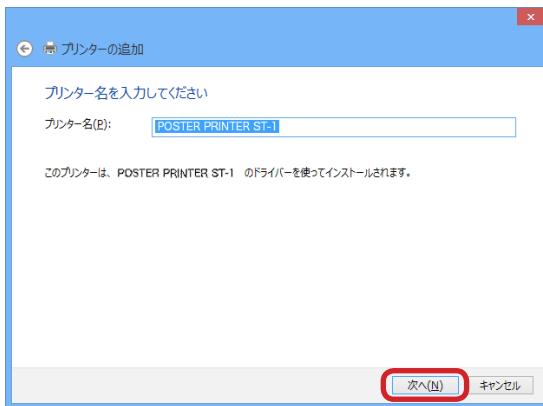 プリンターの追加
プリンター名を入力してください
プリンター名(P): POSTER PRINTER ST-1
このプリンターは、POSTER PRINTER ST-1 のドライバーを使ってインストールされます。
次へ(N) キャンセル